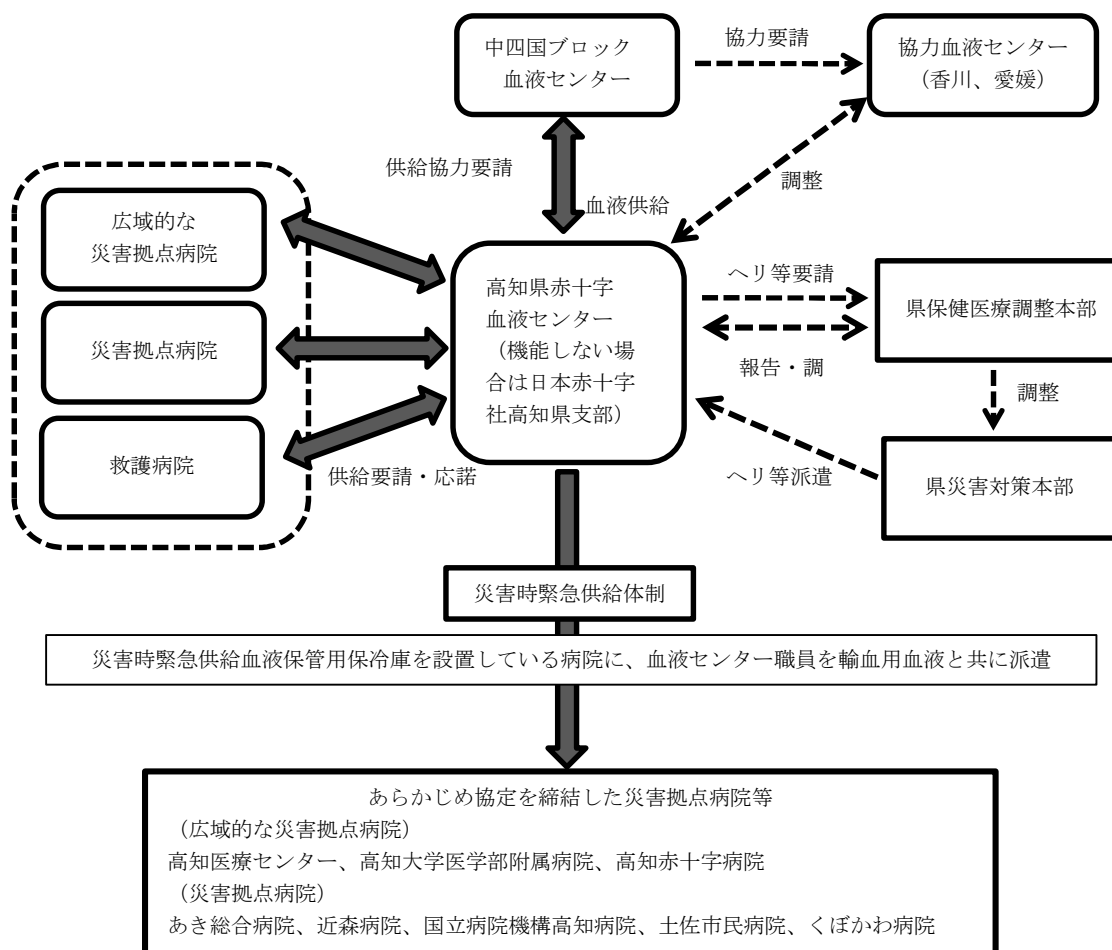 中四国ブロック
血液センター
協力要請
協力血液センター
（香川、愛媛）
供給協力要請
血液供給
調整
広域的な
災害拠点病院
災害拠点病院
救護病院
供給要請・応諾
高知県赤十字
血液センター
（機能しない場
合は日本赤十字
社高知県支部）
ヘリ等要請
報告・調
県保健医療調整本部
調整
ヘリ等派遣
県災害対策本部
災害時緊急供給体制
災害時緊急供給血液保管用保冷庫を設置している病院に、血液センター職員を輸血用血液と共に派遣
あらかじめ協定を締結した災害拠点病院等
（広域的な災害拠点病院）
高知医療センター、高知大学医学部附属病院、高知赤十字病院
（災害拠点病院）
あき総合病院、近森病院、国立病院機構高知病院、土佐市民病院、くぼかわ病院